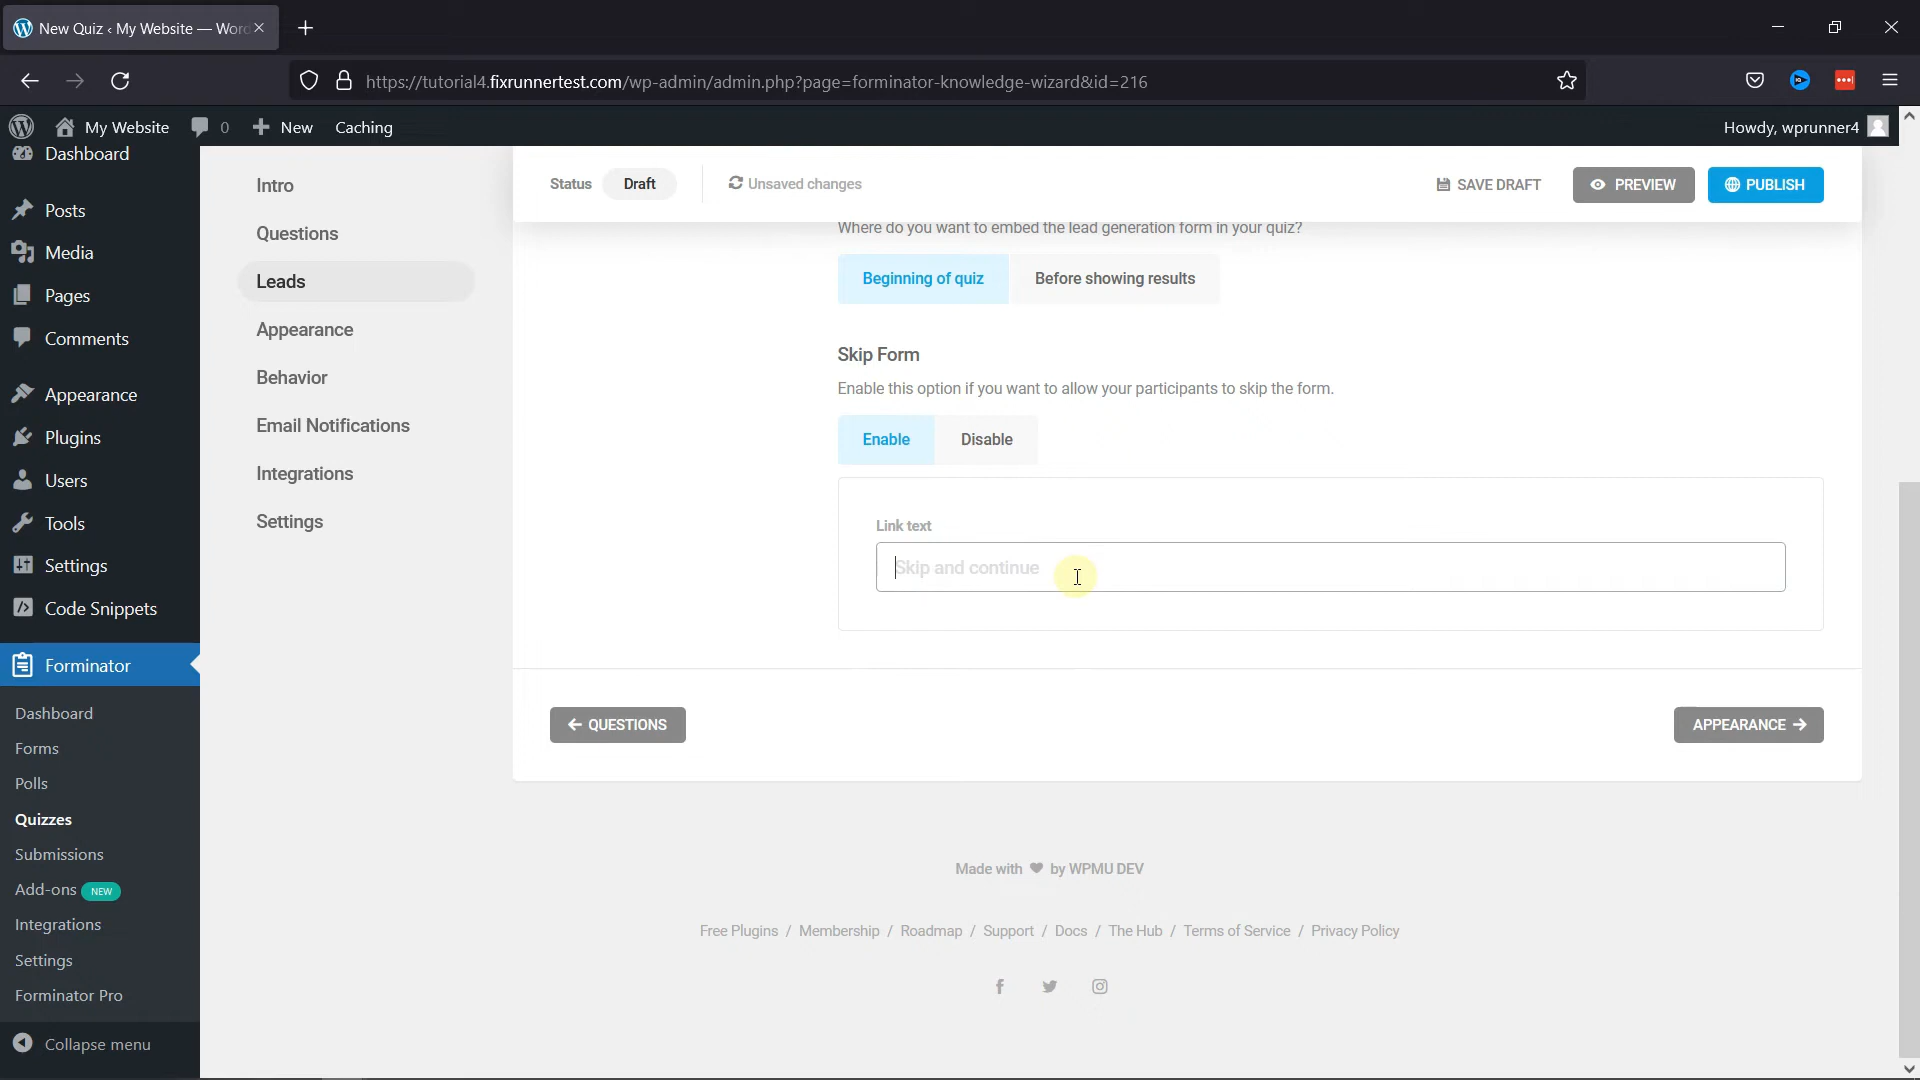 New Quiz ‹ My Website — Word
https://tutorial4.fixrunnertest.com/wp-admin/admin.php?page=forminator-knowledge-wizard&id=216
My Website
0
New
Caching
Howdy, wprunner4
Dashboard
Posts
Media
Pages
Comments
Appearance
Plugins
Users
Tools
Settings
Code Snippets
Forminator
Dashboard
Forms
Polls
Quizzes
Submissions
Add-ons NEW
Integrations
Settings
Forminator Pro
Collapse menu
Intro
Questions
Leads
Appearance
Behavior
Email Notifications
Integrations
Settings
Status Draft Unsaved changes SAVE DRAFT PREVIEW PUBLISH
Where do you want to embed the lead generation form in your quiz?
Beginning of quiz Before showing results
Skip Form
Enable this option if you want to allow your participants to skip the form.
Enable Disable
Link text
Skip and continue
QUESTIONS
APPEARANCE
Made with ♥ by WPMU DEV
Free Plugins / Membership / Roadmap / Support / Docs / The Hub / Terms of Service / Privacy Policy